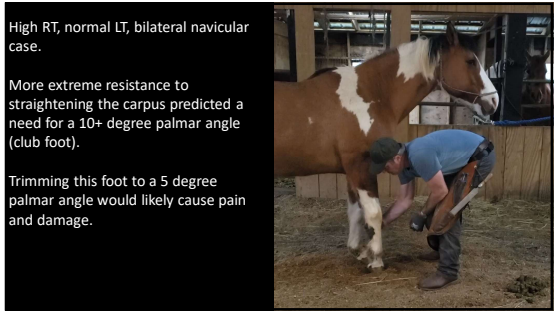 High RT, normal LT, bilateral navicular
case.
More extreme resistance to
straightening the carpus predicted a
need for a 10+ degree palmar angle
(club foot).
Trimming this foot to a 5 degree
palmar angle would likely cause pain
and damage.